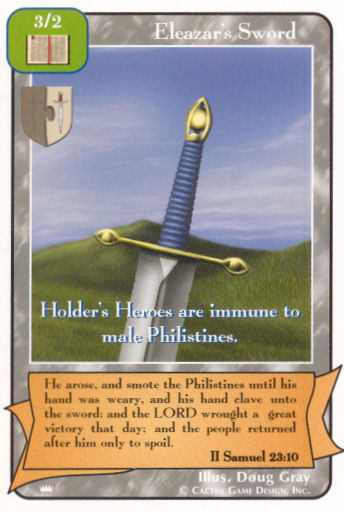 3/2
Eleazar's Sword
Holder's Heroes are immune to
male Philistines.
He arose, and smote the Philistines until his
hand was weary, and his hand clave unto
the sword: and the LORD wrought a great
victory that day; and the people returned
after him only to spoil.
II Samuel 23:10
Illus. Doug Gray
© Cactus Game Design, Inc.